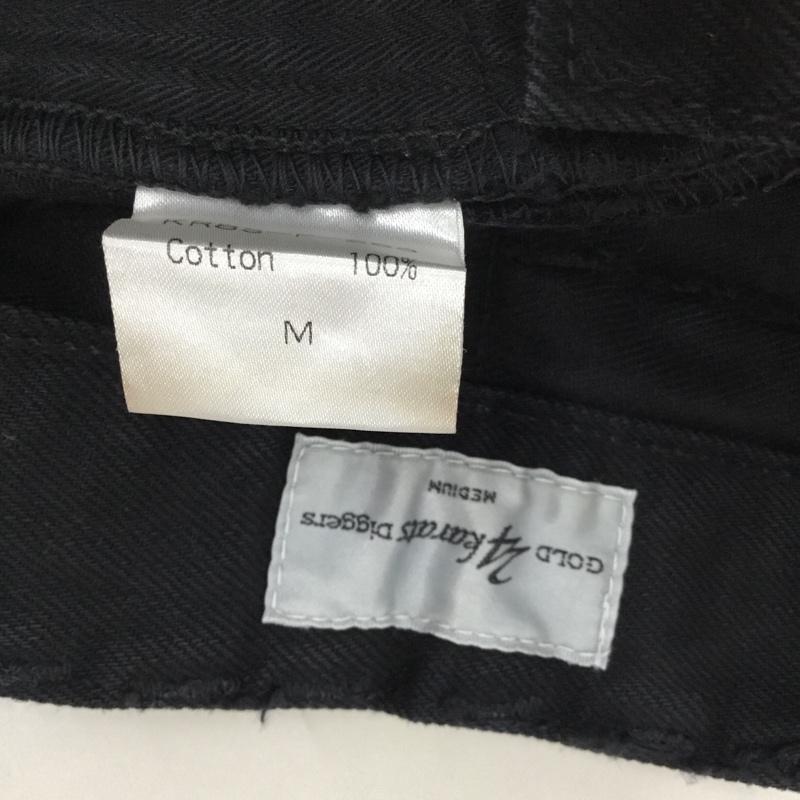 Cotton 100%
M
GOLD 24karats Diggers
MEDIUM